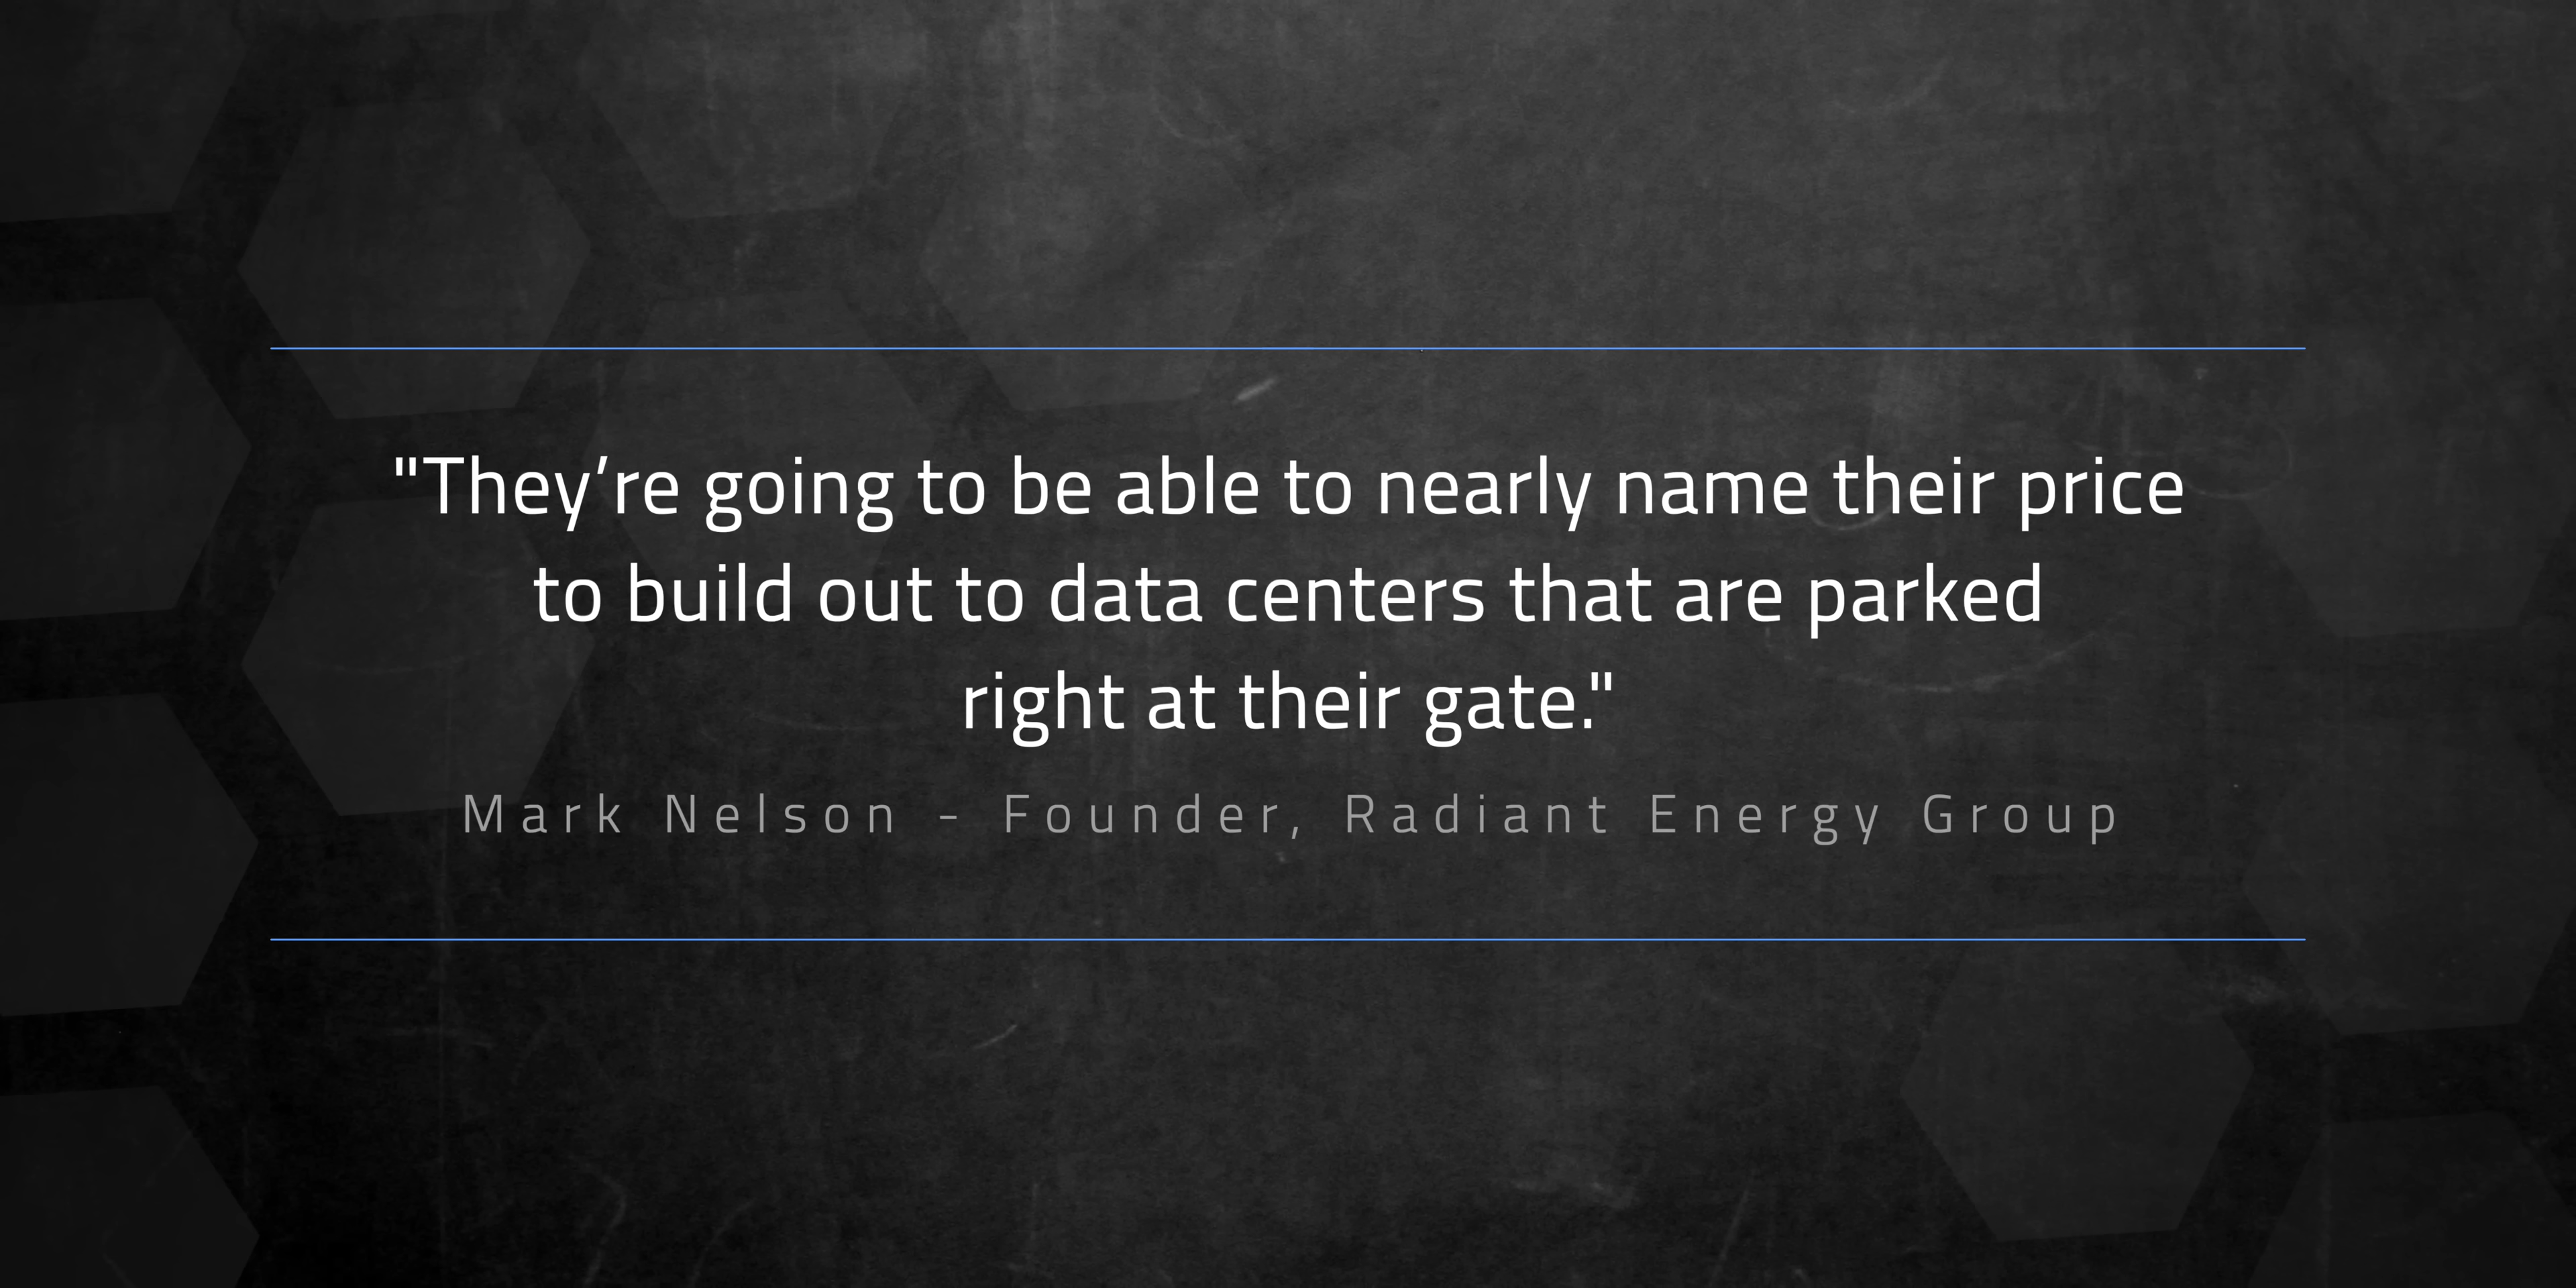 "They’re going to be able to nearly name their price
to build out to data centers that are parked
right at their gate."
Mark Nelson - Founder, Radiant Energy Group